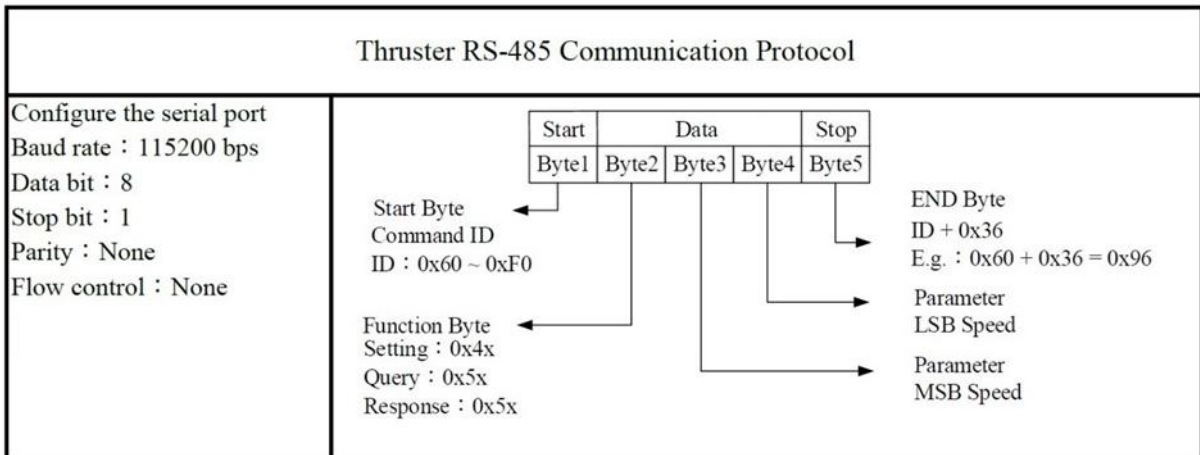 Thruster RS-485 Communication Protocol
Configure the serial port
Baud rate：115200 bps
Data bit：8
Stop bit：1
Parity：None
Flow control：None
Start Data Stop
Byte1 Byte2 Byte3 Byte4 Byte5
Start Byte
Command ID
ID：0x60 ~ 0xF0
Function Byte
Setting：0x4x
Query：0x5x
Response：0x5x
END Byte
ID + 0x36
E.g.：0x60 + 0x36 = 0x96
Parameter
LSB Speed
Parameter
MSB Speed